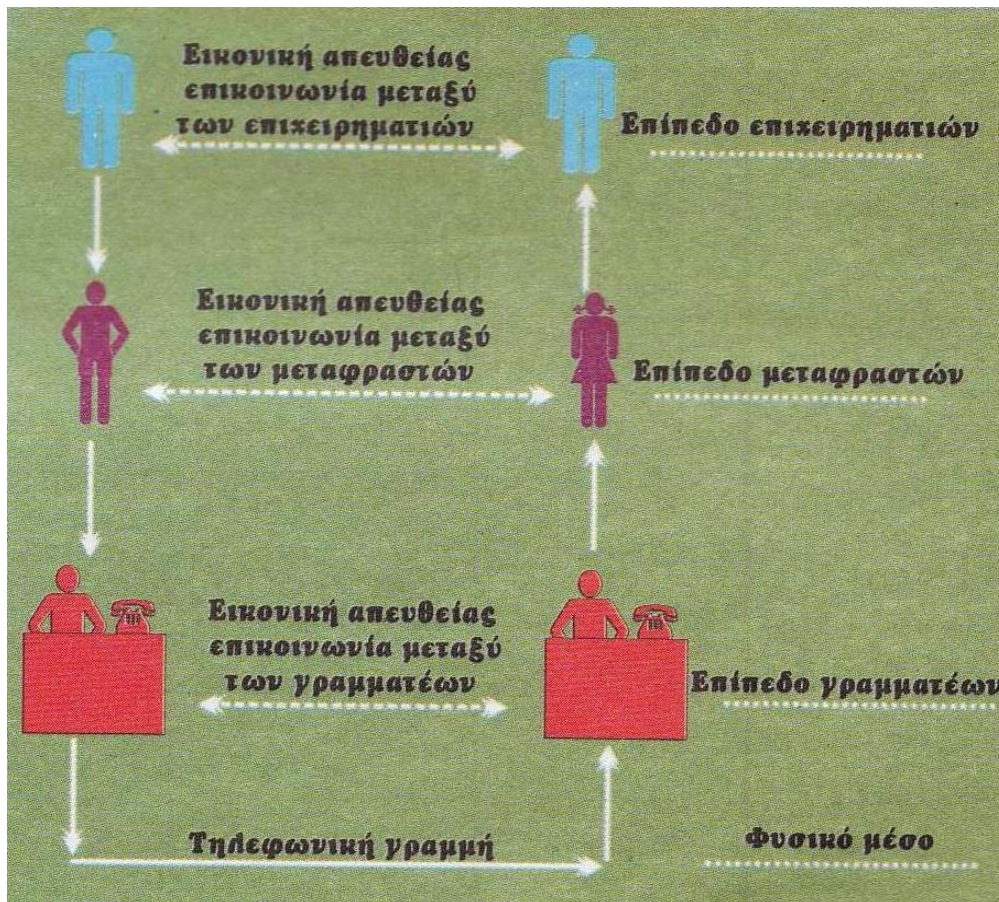 Εικονική απευθείας
επικοινωνία μεταξύ
των επιχειρηματιών
Επίπεδο επιχειρηματιών
Εικονική απευθείας
επικοινωνία μεταξύ
των μεταφραστών
Επίπεδο μεταφραστών
Εικονική απευθείας
επικοινωνία μεταξύ
των γραμματέων
Επίπεδο γραμματέων
Τηλεφωνική γραμμή
Φυσικό μέσο